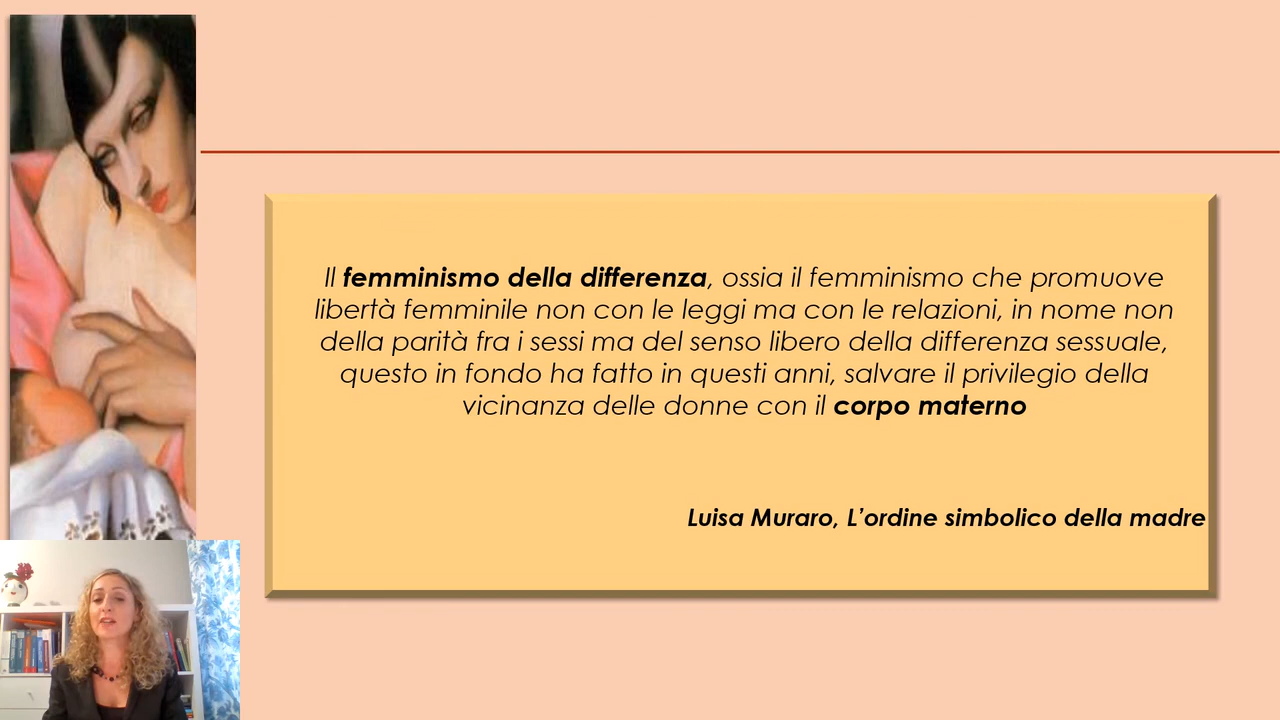 Il femminismo della differenza, ossia il femminismo che promuove
libertà femminile non con le leggi ma con le relazioni, in nome non
della parità fra i sessi ma del senso libero della differenza sessuale,
questo in fondo ha fatto in questi anni, salvare il privilegio della
vicinanza delle donne con il corpo materno
Luisa Muraro, L’ordine simbolico della madre